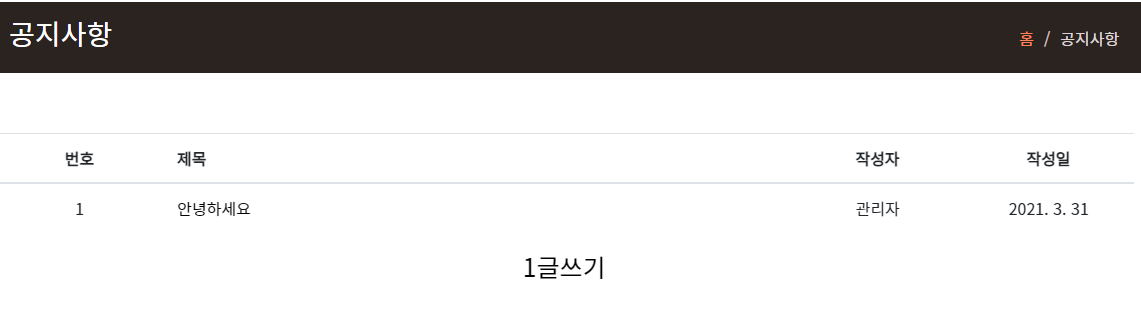 공지사항
홈 / 공지사항
번호 제목 작성자 작성일
1 안녕하세요 관리자 2021. 3. 31
1글쓰기